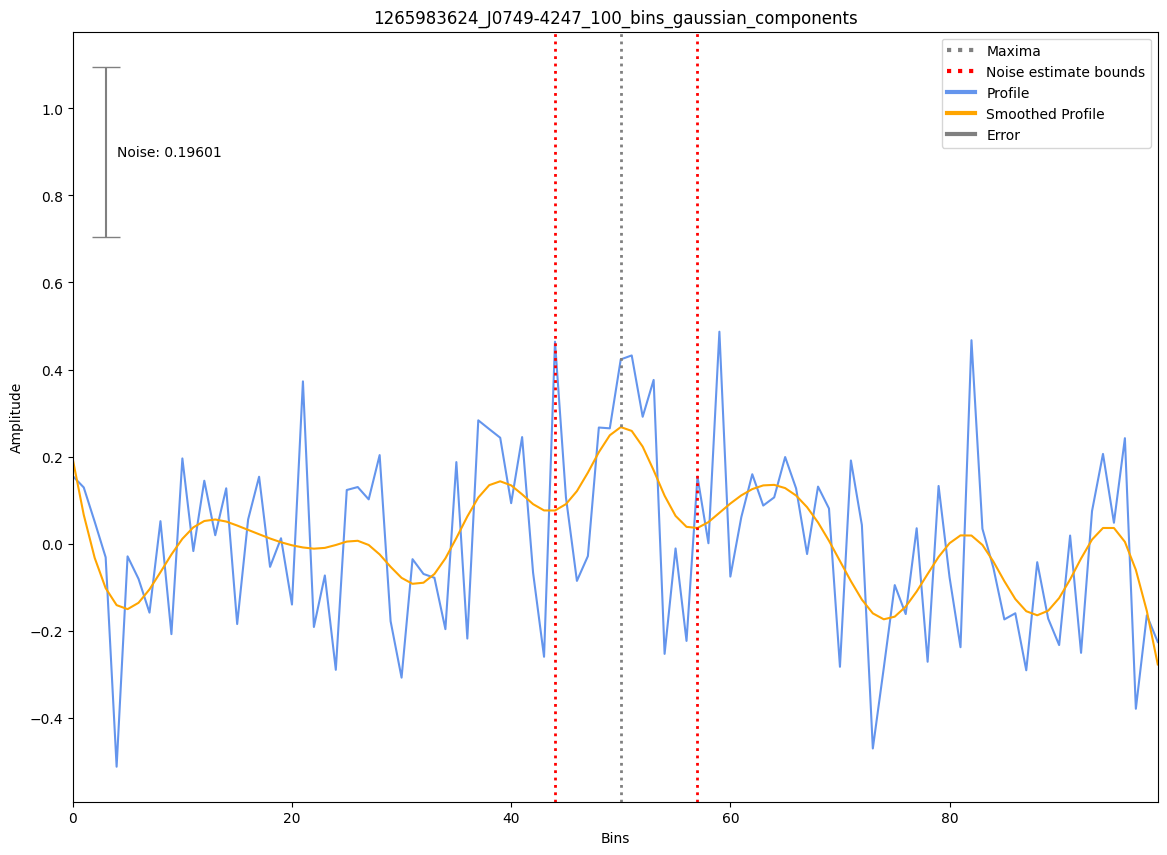 1265983624_J0749-4247_100_bins_gaussian_components
Maxima
Noise estimate bounds
Profile
Smoothed Profile
Error
Noise: 0.19601
1.0
0.8
0.6
0.4
0.2
0.0
−0.2
−0.4
Amplitude
0
20
40
60
80
Bins